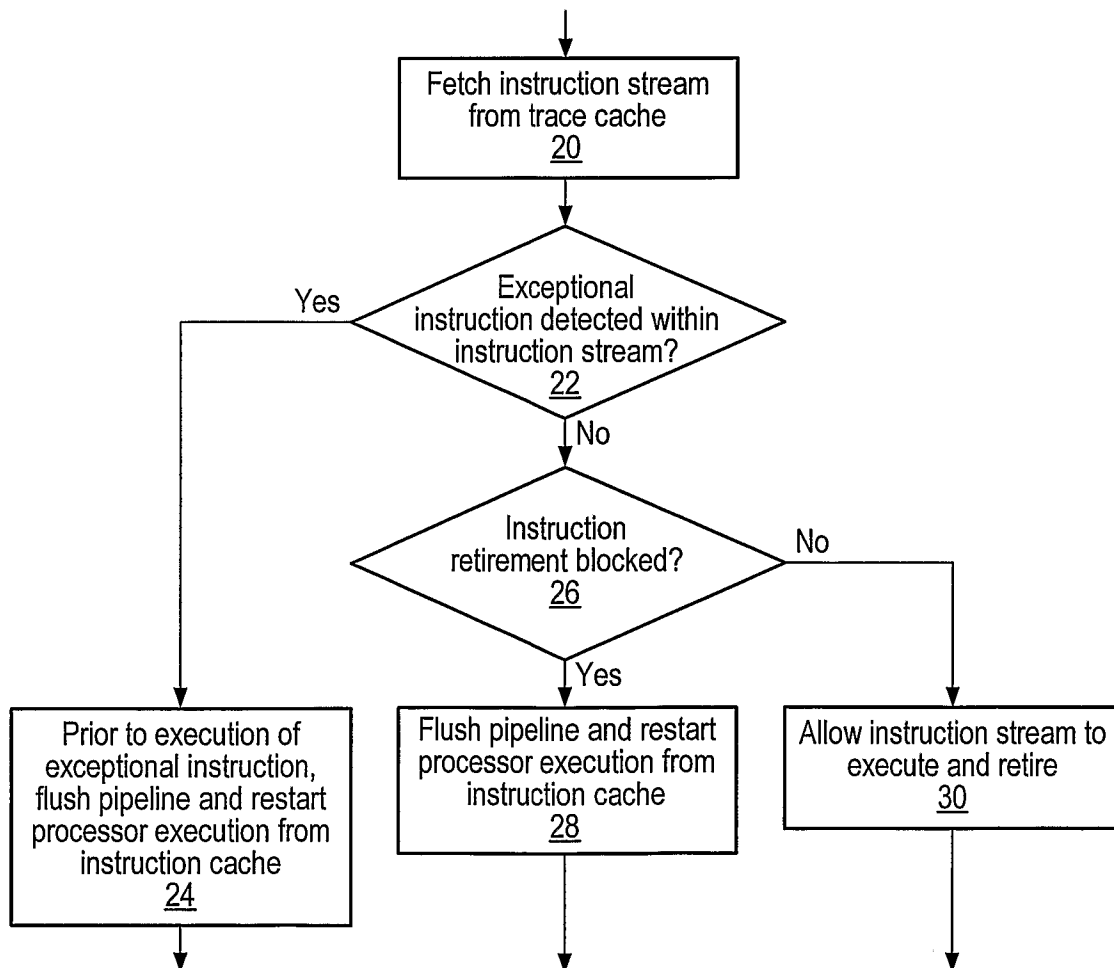 Fetch instruction stream
from trace cache
20
Exceptional
instruction detected within
instruction stream?
22
Yes
No
Instruction
retirement blocked?
26
No
Yes
Prior to execution of
exceptional instruction,
flush pipeline and restart
processor execution from
instruction cache
24
Flush pipeline and restart
processor execution from
instruction cache
28
Allow instruction stream to
execute and retire
30